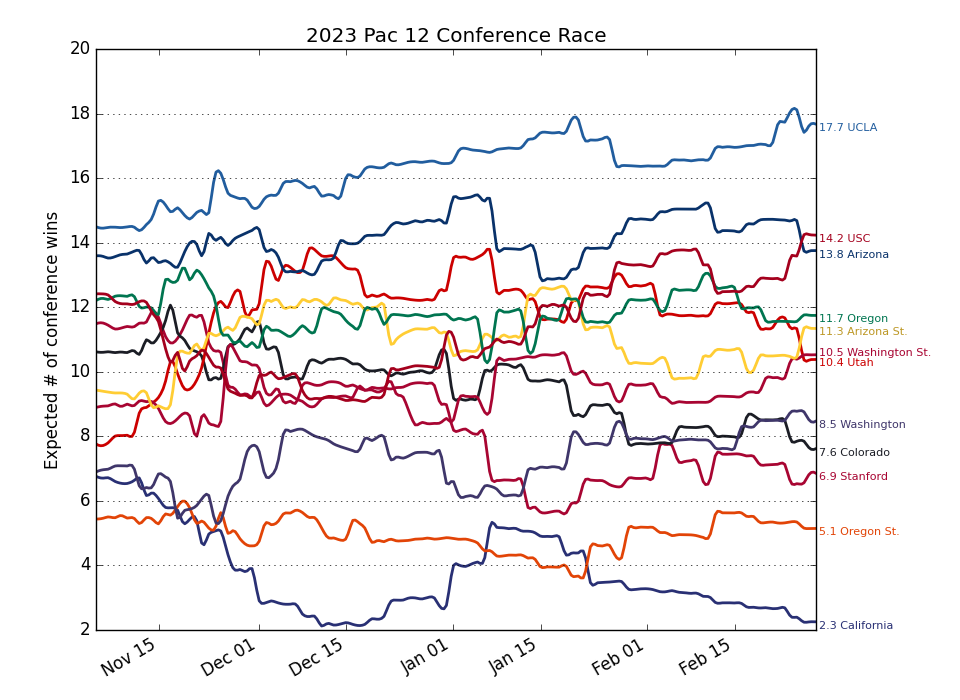 2023 Pac 12 Conference Race
Expected # of conference wins
20
18
16
14
12
10
8
6
4
2
17.7 UCLA
14.2 USC
13.8 Arizona
11.7 Oregon
11.3 Arizona St.
10.5 Washington St.
10.4 Utah
8.5 Washington
7.6 Colorado
6.9 Stanford
5.1 Oregon St.
2.3 California
Nov 15
Dec 01
Dec 15
Jan 01
Jan 15
Feb 01
Feb 15